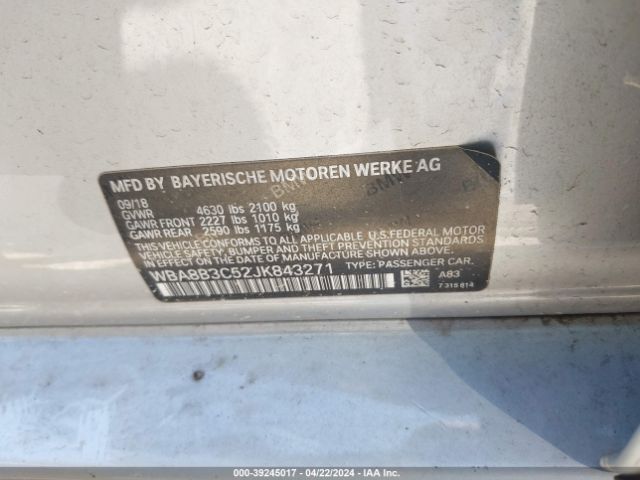 MFD BY BAYERISCHE MOTOREN WERKE AG
09/18
GVWR 4630 lbs 2100 kg
GAWR FRONT 2227 lbs 1010 kg
GAWR REAR 2590 lbs 1175 kg
THIS VEHICLE CONFORMS TO ALL APPLICABLE U.S. FEDERAL MOTOR
VEHICLE SAFETY, BUMPER AND THEFT PREVENTION STANDARDS
IN EFFECT ON THE DATE OF MANUFACTURE SHOWN ABOVE.
WBA8B3C52JK843271 TYPE: PASSENGER CAR.
A83
7 315 814
BMW
BMW
000-39245017 - 04/22/2024 - IAA Inc.